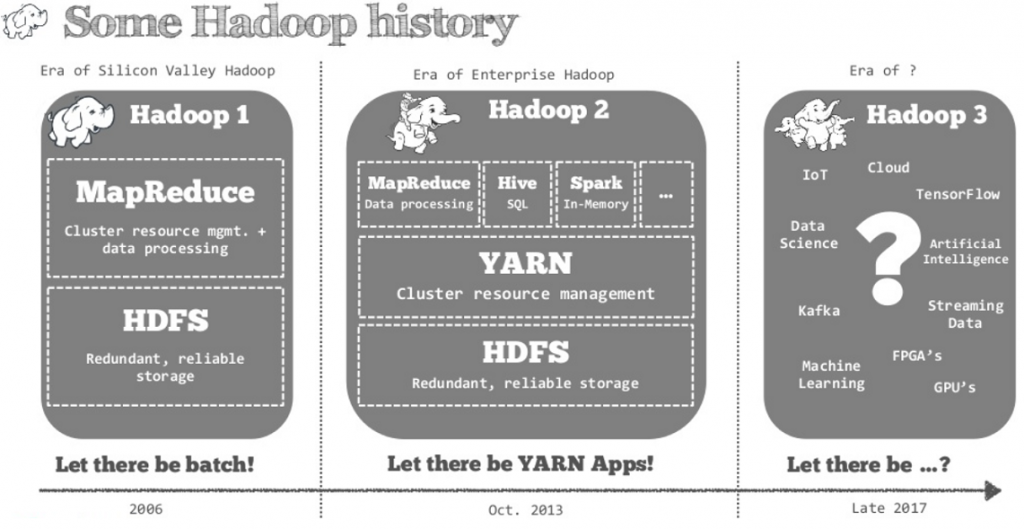 Some Hadoop history
Era of Silicon Valley Hadoop
Hadoop 1
MapReduce
Cluster resource mgmt. +
data processing
HDFS
Redundant, reliable
storage
Let there be batch!
2006
Era of Enterprise Hadoop
Hadoop 2
MapReduce
Data processing
Hive
SQL
Spark
In-Memory
...
YARN
Cluster resource management
HDFS
Redundant, reliable storage
Let there be YARN Apps!
Oct. 2013
Era of ?
Hadoop 3
IoT
Cloud
TensorFlow
Data
Science
?
Artificial
Intelligence
Kafka
Streaming
Data
FPGA's
Machine
Learning
GPU's
Let there be ...?
Late 2017